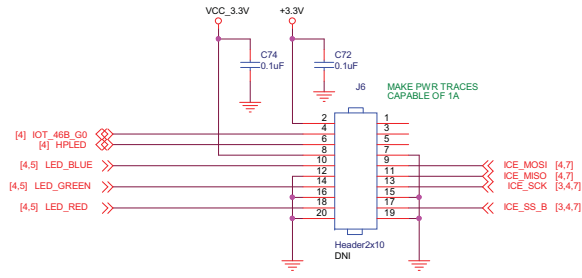 VCC_3.3V
+3.3V
C74
0.1uF
C72
0.1uF
J6
MAKE PWR TRACES
CAPABLE OF 1A
2 1
4 3
6 5
8 7
10 9
12 11
14 13
16 15
18 17
20 19
[4] IOT_46B_G0
[4] HPLED
[4,5] LED_BLUE
[4,5] LED_GREEN
[4,5] LED_RED
ICE_MOSI [4,7]
ICE_MISO [4,7]
ICE_SCK [3,4,7]
ICE_SS_B [3,4,7]
Header2x10
DNI